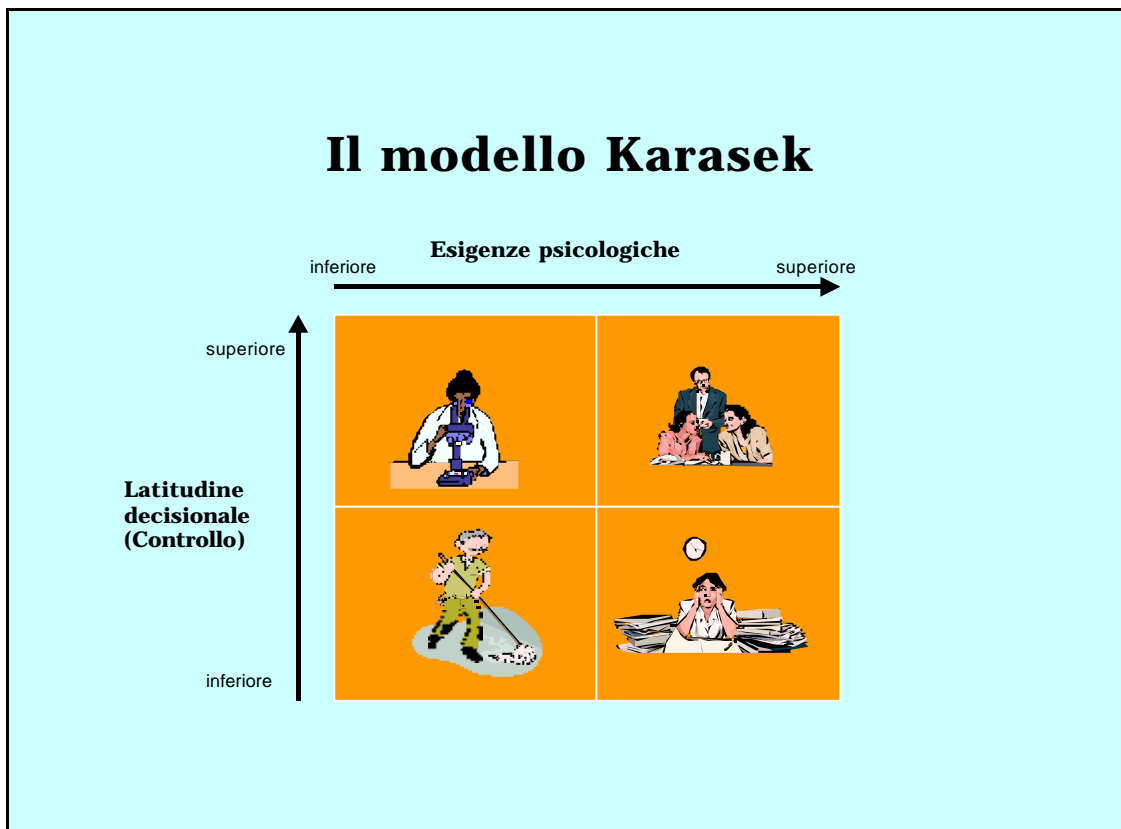 Il modello Karasek
Esigenze psicologiche
inferiore
superiore
superiore
Latitudine
decisionale
(Controllo)
inferiore